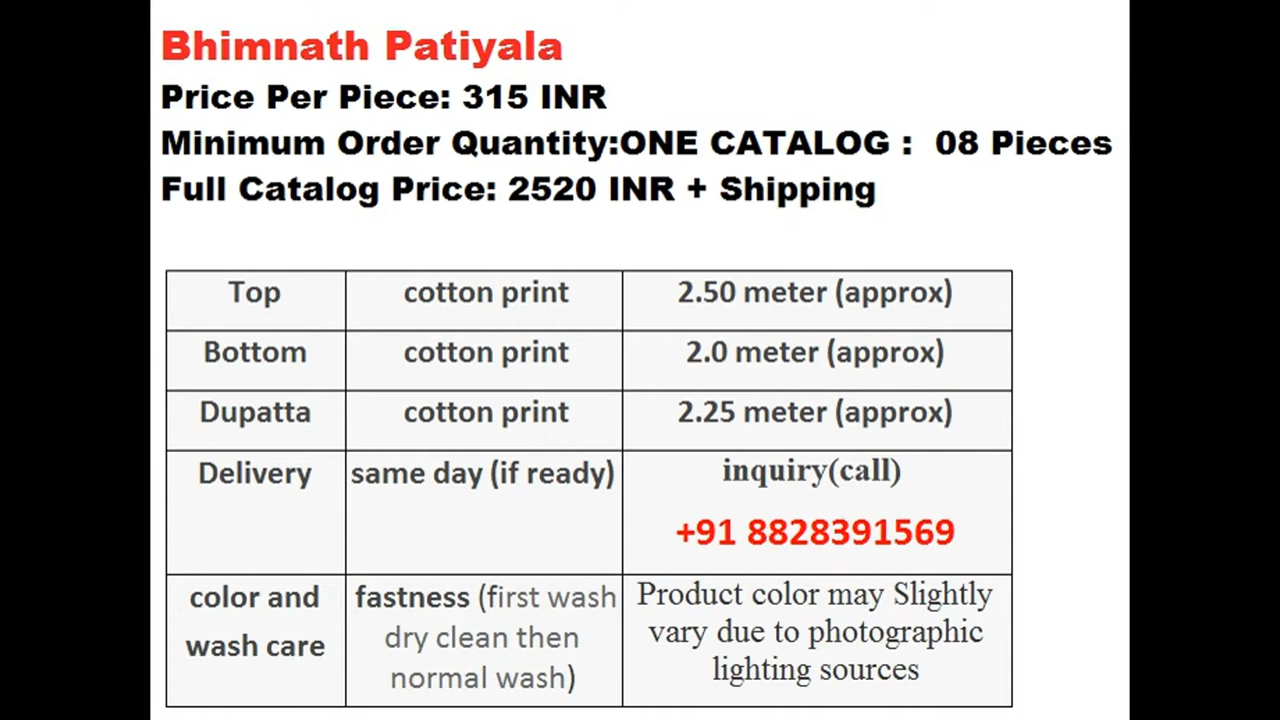 Bhimnath Patiyala
Price Per Piece: 315 INR
Minimum Order Quantity:ONE CATALOG : 08 Pieces
Full Catalog Price: 2520 INR + Shipping
Top cotton print 2.50 meter (approx)
Bottom cotton print 2.0 meter (approx)
Dupatta cotton print 2.25 meter (approx)
Delivery same day (if ready) inquiry(call)
+91 8828391569
color and
wash care
fastness (first wash
dry clean then
normal wash)
Product color may Slightly
vary due to photographic
lighting sources